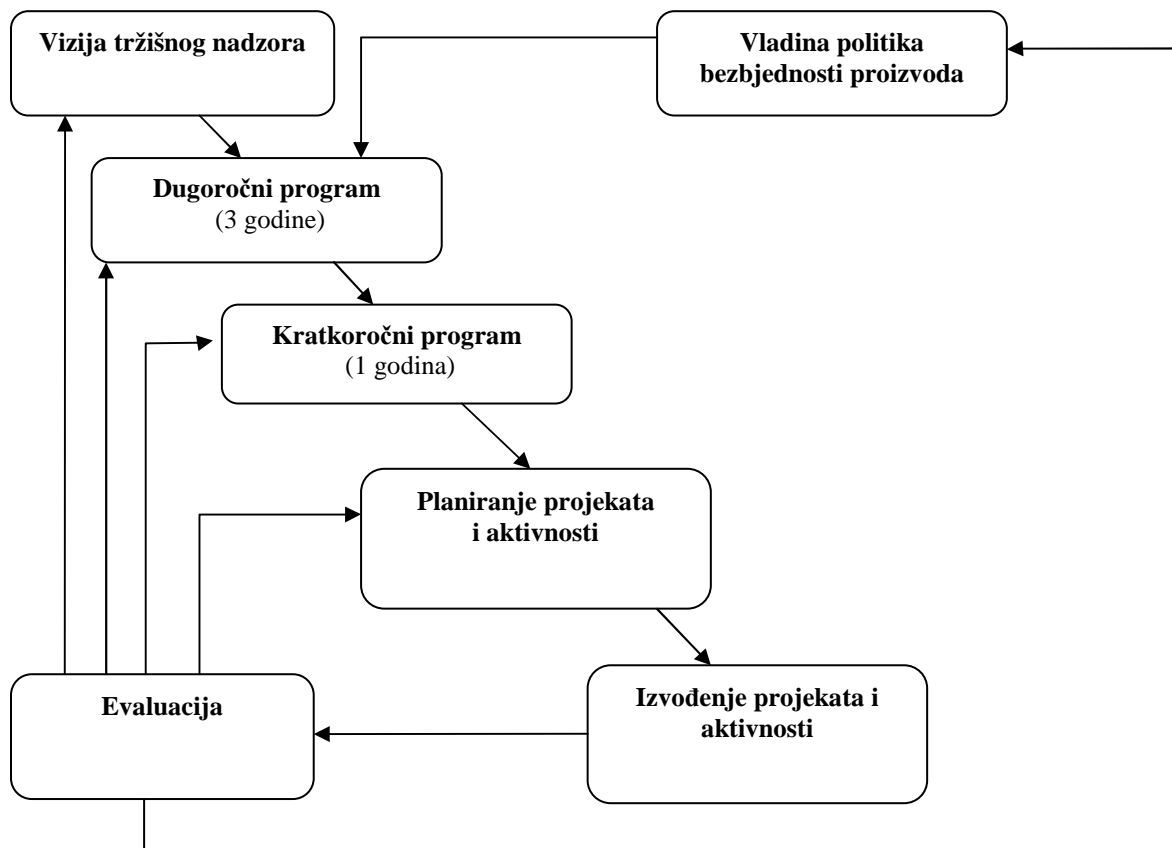 Vizija tržišnog nadzora
Vladina politika
bezbjednosti proizvoda
Dugoročni program
(3 godine)
Kratkoročni program
(1 godina)
Planiranje projekata
i aktivnosti
Izvođenje projekata i
aktivnosti
Evaluacija